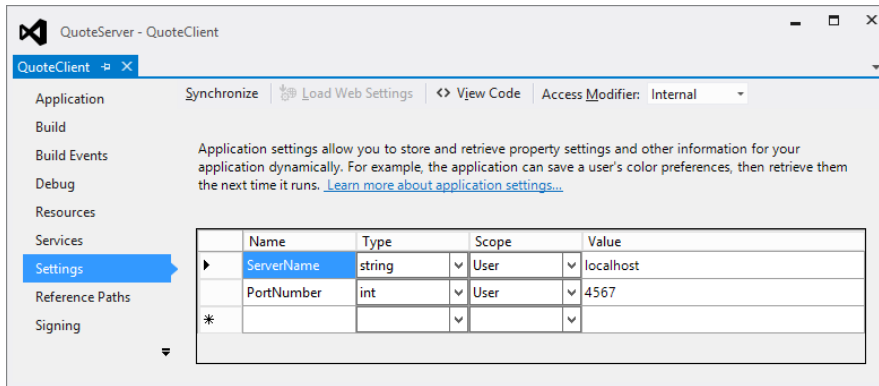 QuoteServer - QuoteClient
QuoteClient
Synchronize Load Web Settings View Code Access Modifier: Internal
Application
Build
Build Events
Debug
Resources
Services
Settings
Reference Paths
Signing
Application settings allow you to store and retrieve property settings and other information for your
application dynamically. For example, the application can save a user's color preferences, then retrieve them
the next time it runs. Learn more about application settings...
Name Type Scope Value
ServerName string User localhost
PortNumber int User 4567